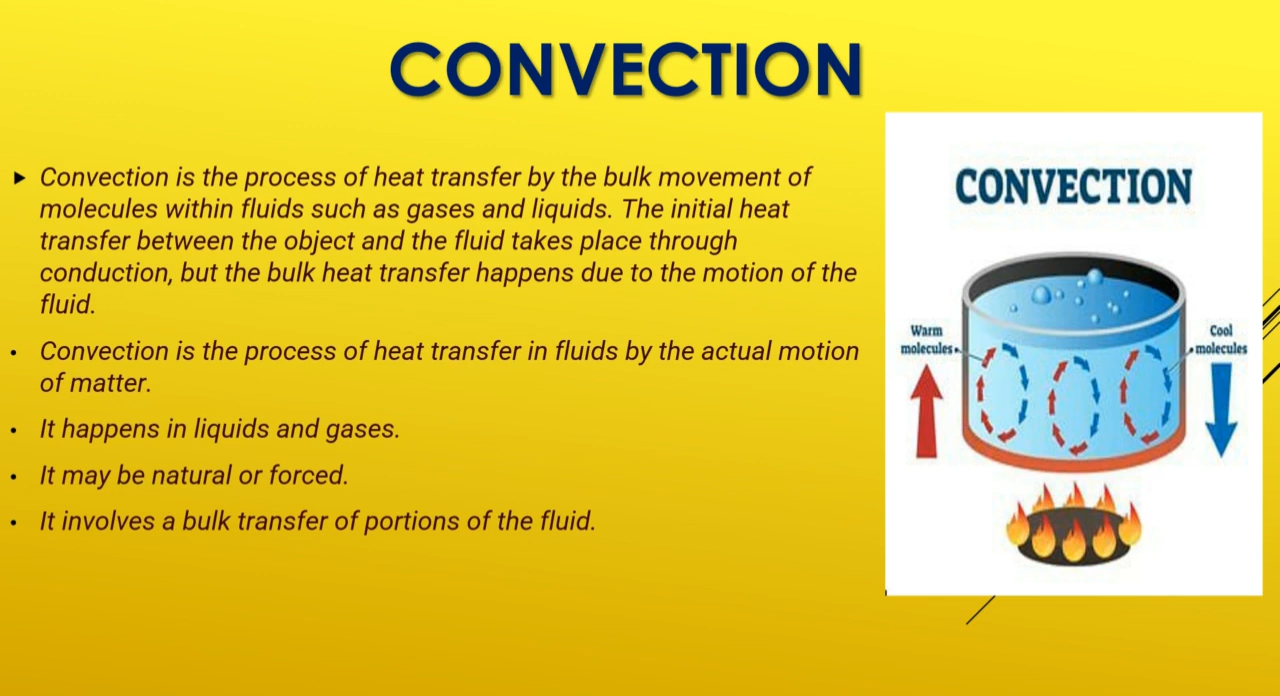 CONVECTION
Convection is the process of heat transfer by the bulk movement of
molecules within fluids such as gases and liquids. The initial heat
transfer between the object and the fluid takes place through
conduction, but the bulk heat transfer happens due to the motion of the
fluid.
Convection is the process of heat transfer in fluids by the actual motion
of matter.
It happens in liquids and gases.
It may be natural or forced.
It involves a bulk transfer of portions of the fluid.
CONVECTION
Warm
molecules
Cool
molecules